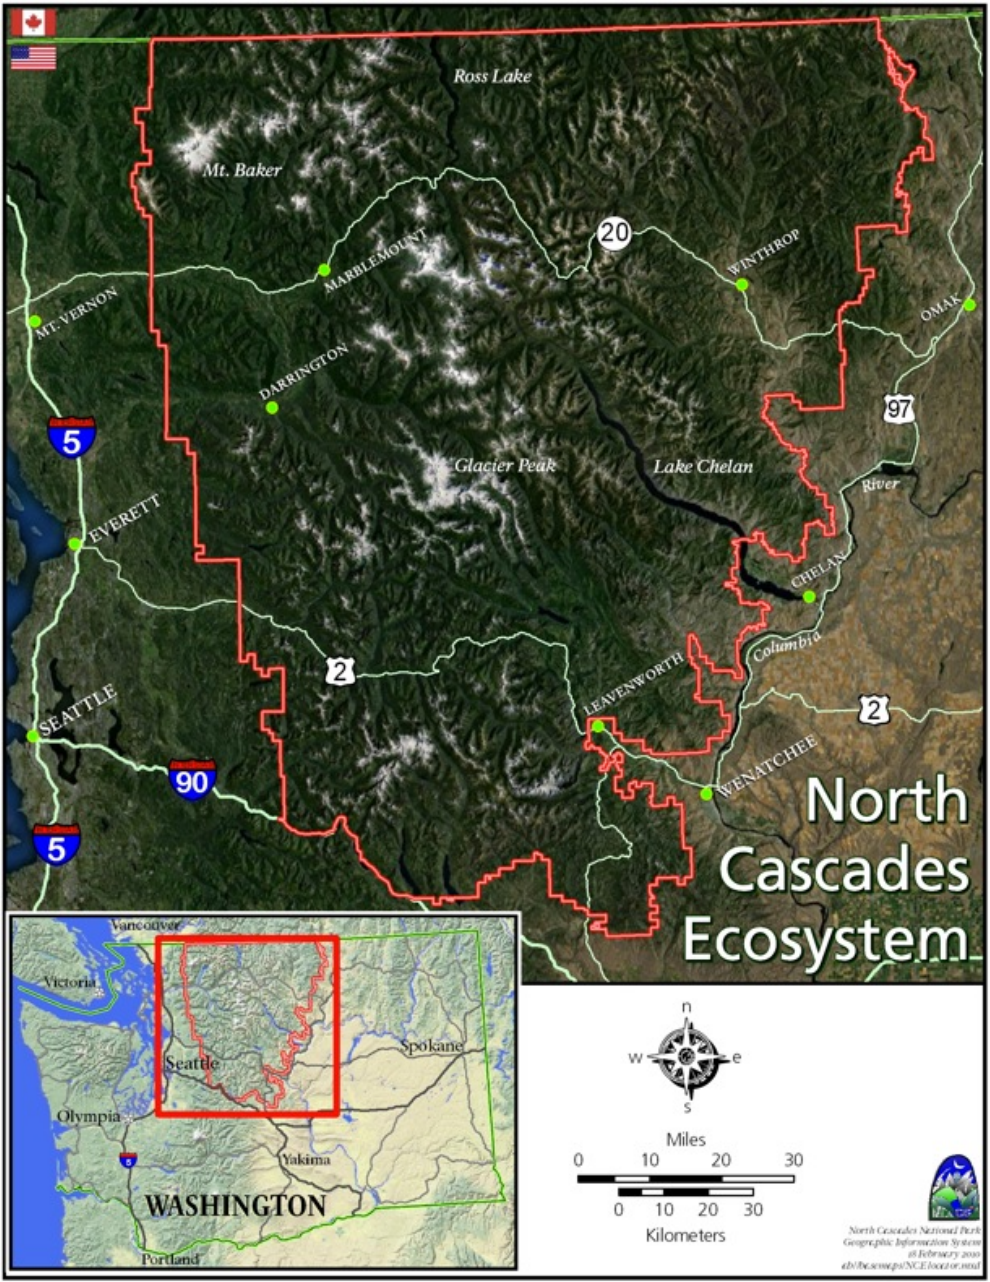 Ross Lake
Mt. Baker
20
MARBLEMOUNT
WINTHROP
MT. VERNON
OMAK
DARRINGTON
97
5
Glacier Peak
Lake Chelan
River
EVERETT
CHELAN
Columbia
2
LEAVENWORTH
2
SEATTLE
90
WENATCHEE
5
North
Cascades
Ecosystem
Vancouver
Victoria
Seattle
Spokane
Olympia
5
Yakima
WASHINGTON
Portland
n
w
e
s
Miles
0 10 20 30
0 10 20 30
Kilometers
North Cascades National Park
Geographic Information System
18 February 2010